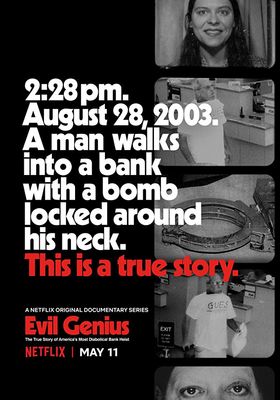 2:28 pm.
August 28, 2003.
A man walks
into a bank
with a bomb
locked around
his neck.
This is a true story.
A NETFLIX ORIGINAL DOCUMENTARY SERIES
Evil Genius
The True Story of America's Most Diabolical Bank Heist
NETFLIX | MAY 11
GUESS
EXIT